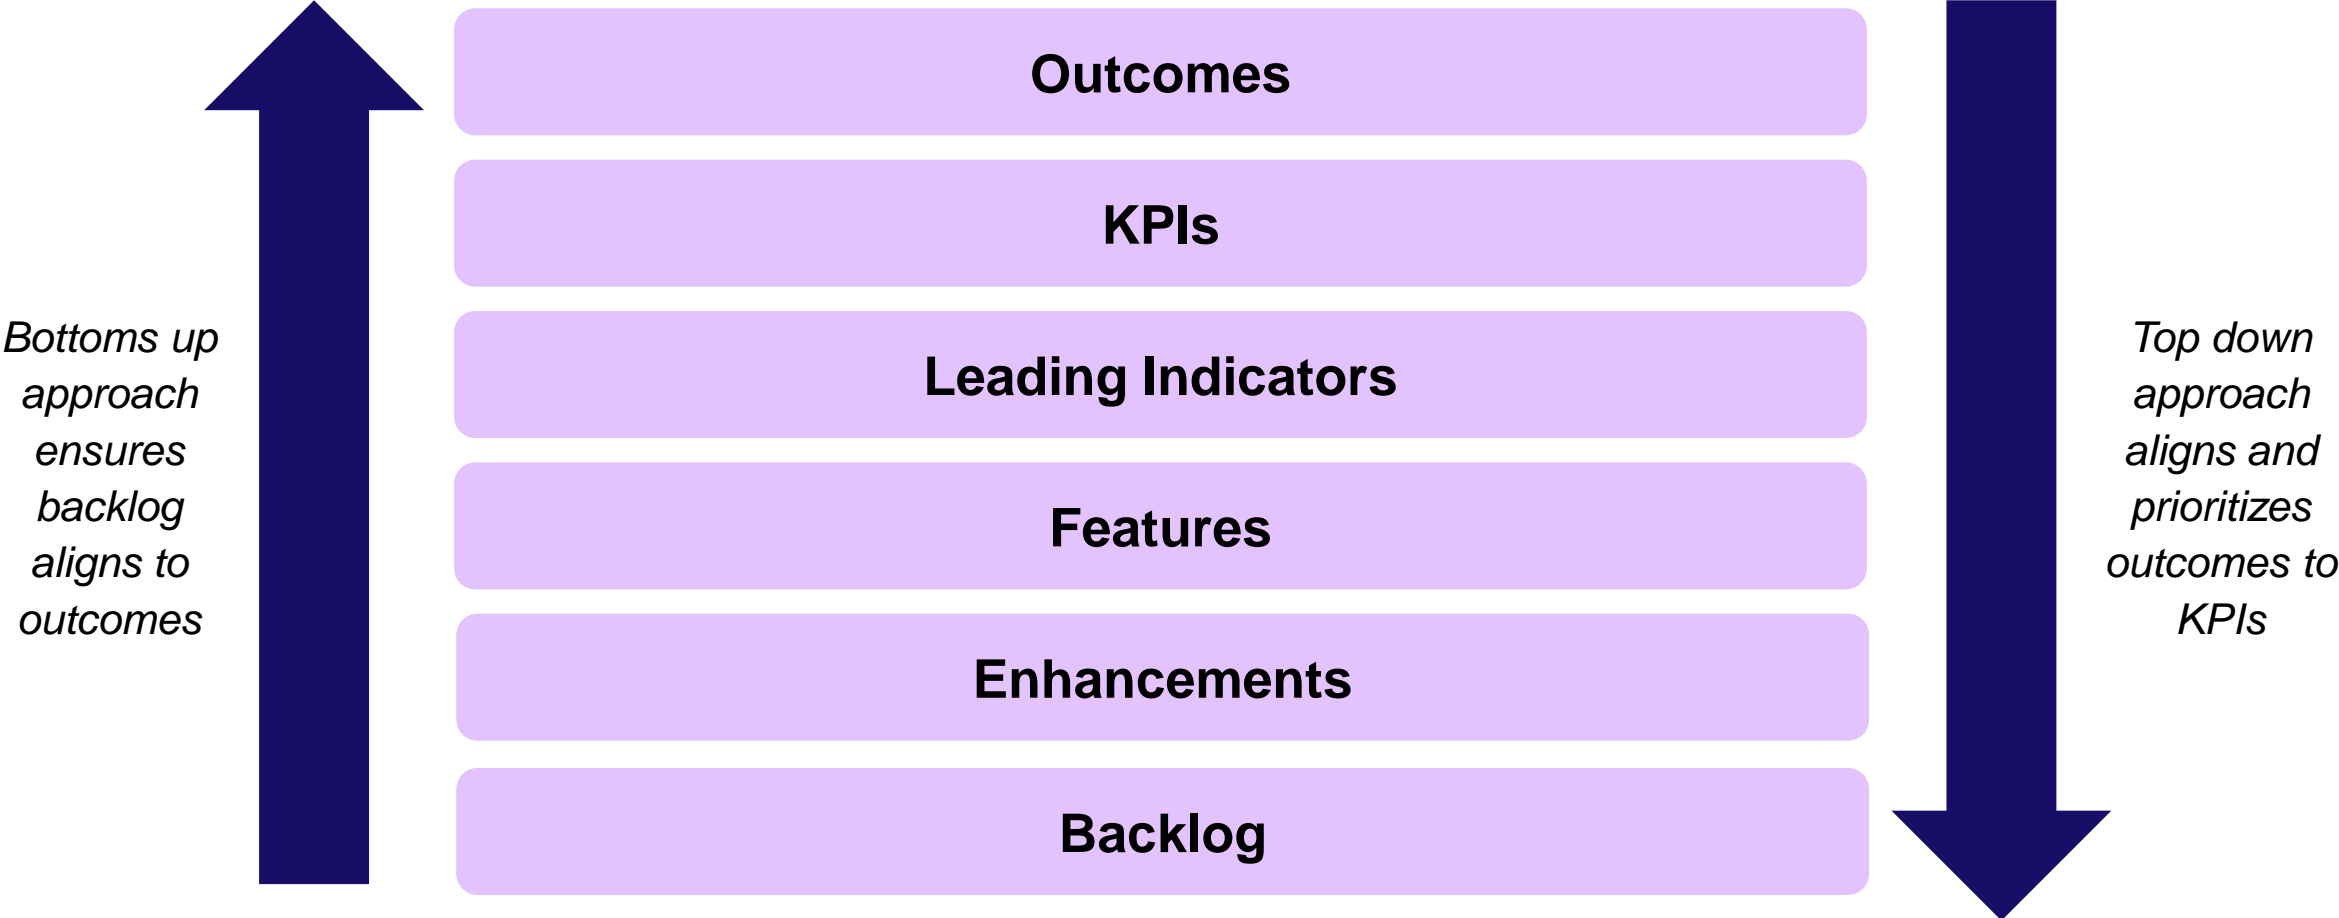 Outcomes
KPIs
Leading Indicators
Features
Enhancements
Backlog
Bottoms up
approach
ensures
backlog
aligns to
outcomes
Top down
approach
aligns and
prioritizes
outcomes to
KPIs